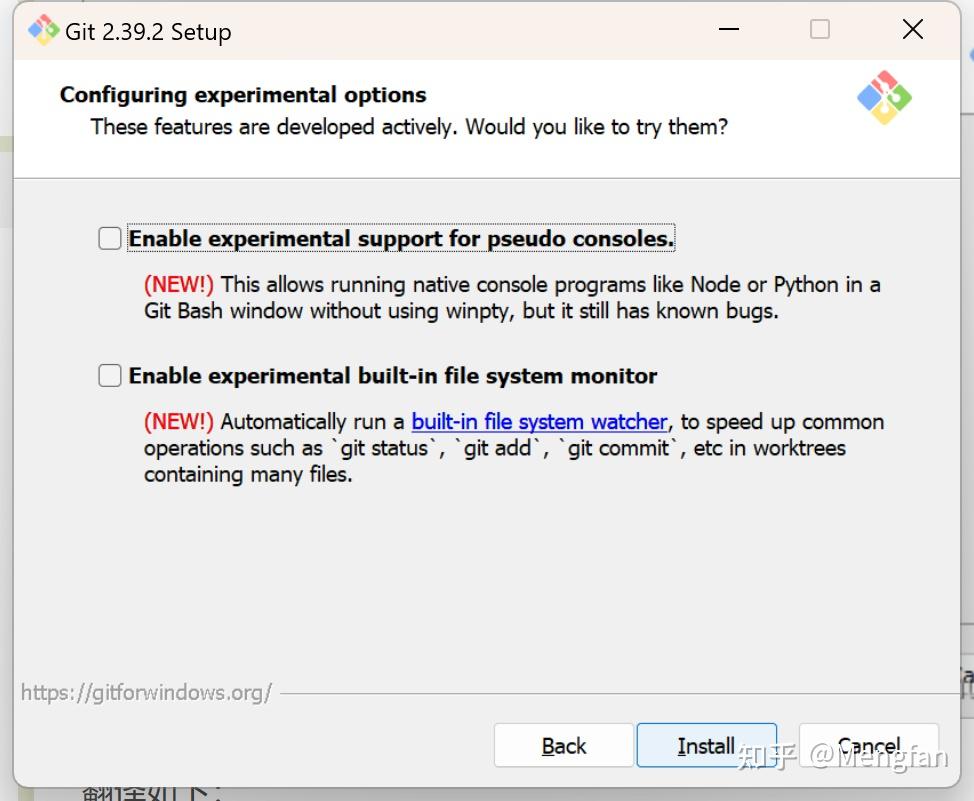 Git 2.39.2 Setup
Configuring experimental options
These features are developed actively. Would you like to try them?
Enable experimental support for pseudo consoles.
(NEW!) This allows running native console programs like Node or Python in a
Git Bash window without using winpty, but it still has known bugs.
Enable experimental built-in file system monitor
(NEW!) Automatically run a built-in file system watcher, to speed up common
operations such as `git status`, `git add`, `git commit`, etc in worktrees
containing many files.
https://gitforwindows.org/
Back Install Cancel
知乎 @Mengfan
翻译如下: